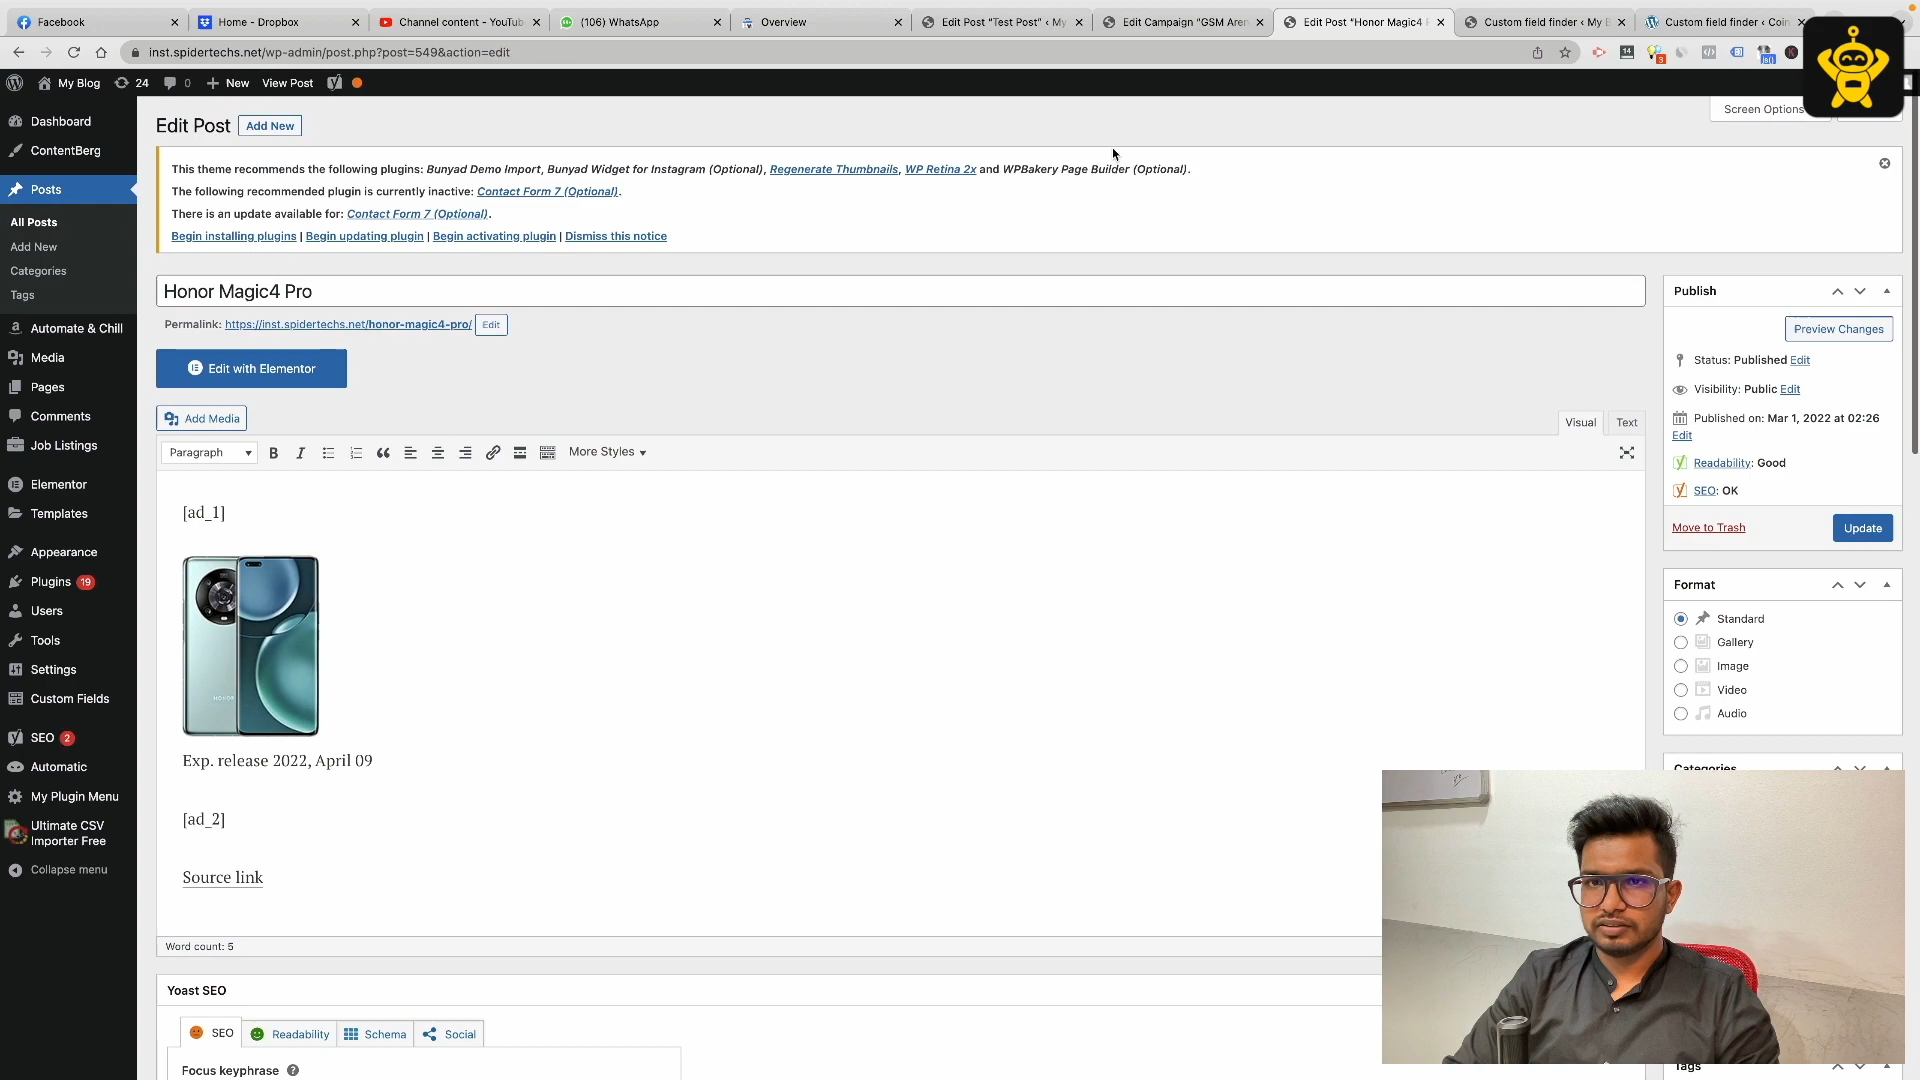 Facebook
Home - Dropbox
Channel content - YouTub
(106) WhatsApp
Overview
Edit Post "Test Post" ‹ My
Edit Campaign "GSM Aren
Edit Post "Honor Magic4 P
Custom field finder ‹ My B
Custom field finder ‹ Coin
inst.spidertechs.net/wp-admin/post.php?post=549&action=edit
My Blog
24
0
New
View Post
Screen Options
Dashboard
ContentBerg
Posts
All Posts
Add New
Categories
Tags
Automate & Chill
Media
Pages
Comments
Job Listings
Elementor
Templates
Appearance
Plugins 19
Users
Tools
Settings
Custom Fields
SEO 2
Automatic
My Plugin Menu
Ultimate CSV
Importer Free
Collapse menu
Edit Post Add New
This theme recommends the following plugins: Bunyad Demo Import, Bunyad Widget for Instagram (Optional), Regenerate Thumbnails, WP Retina 2x and WPBakery Page Builder (Optional).
The following recommended plugin is currently inactive: Contact Form 7 (Optional).
There is an update available for: Contact Form 7 (Optional).
Begin installing plugins | Begin updating plugin | Begin activating plugin | Dismiss this notice
Honor Magic4 Pro
Permalink: https://inst.spidertechs.net/honor-magic4-pro/ Edit
Edit with Elementor
Add Media
Visual Text
Paragraph B I More Styles
[ad_1]
HONOR
Exp. release 2022, April 09
[ad_2]
Source link
Word count: 5
Yoast SEO
SEO Readability Schema Social
Focus keyphrase
Publish
Preview Changes
Status: Published Edit
Visibility: Public Edit
Published on: Mar 1, 2022 at 02:26
Edit
Readability: Good
SEO: OK
Move to Trash Update
Format
Standard
Gallery
Image
Video
Audio
Categories
Tags